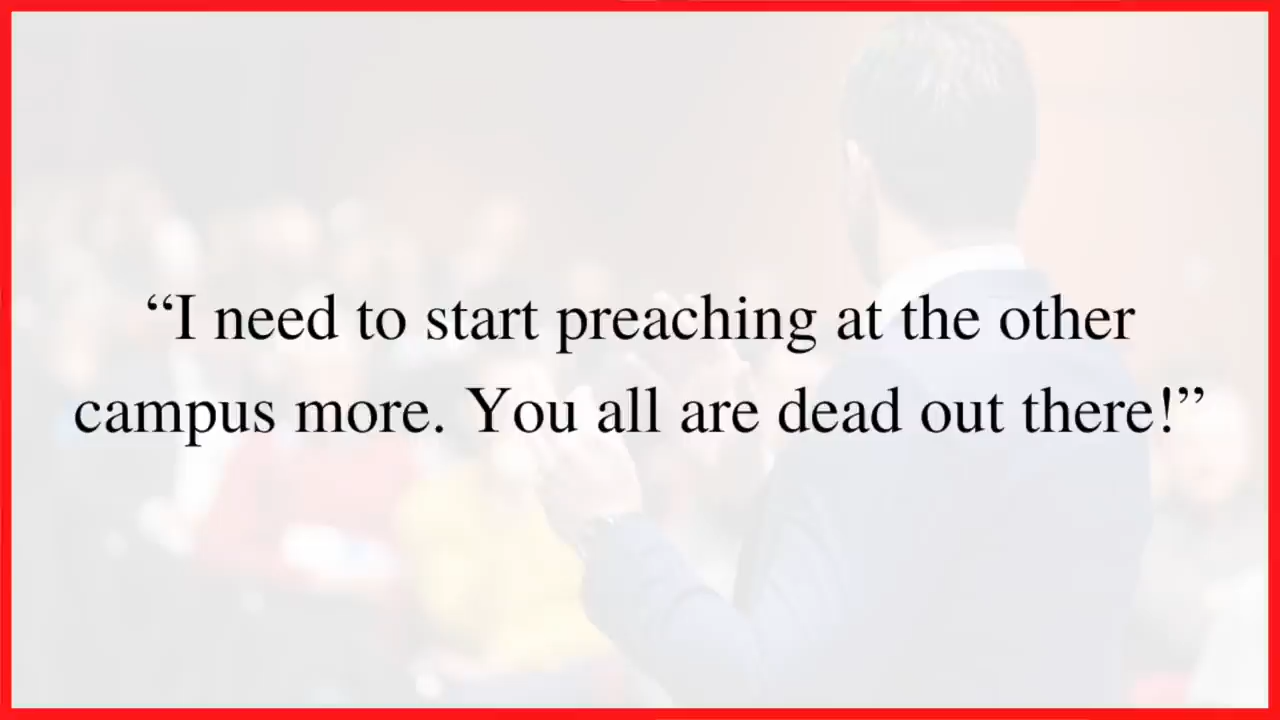 “I need to start preaching at the other
campus more. You all are dead out there!”